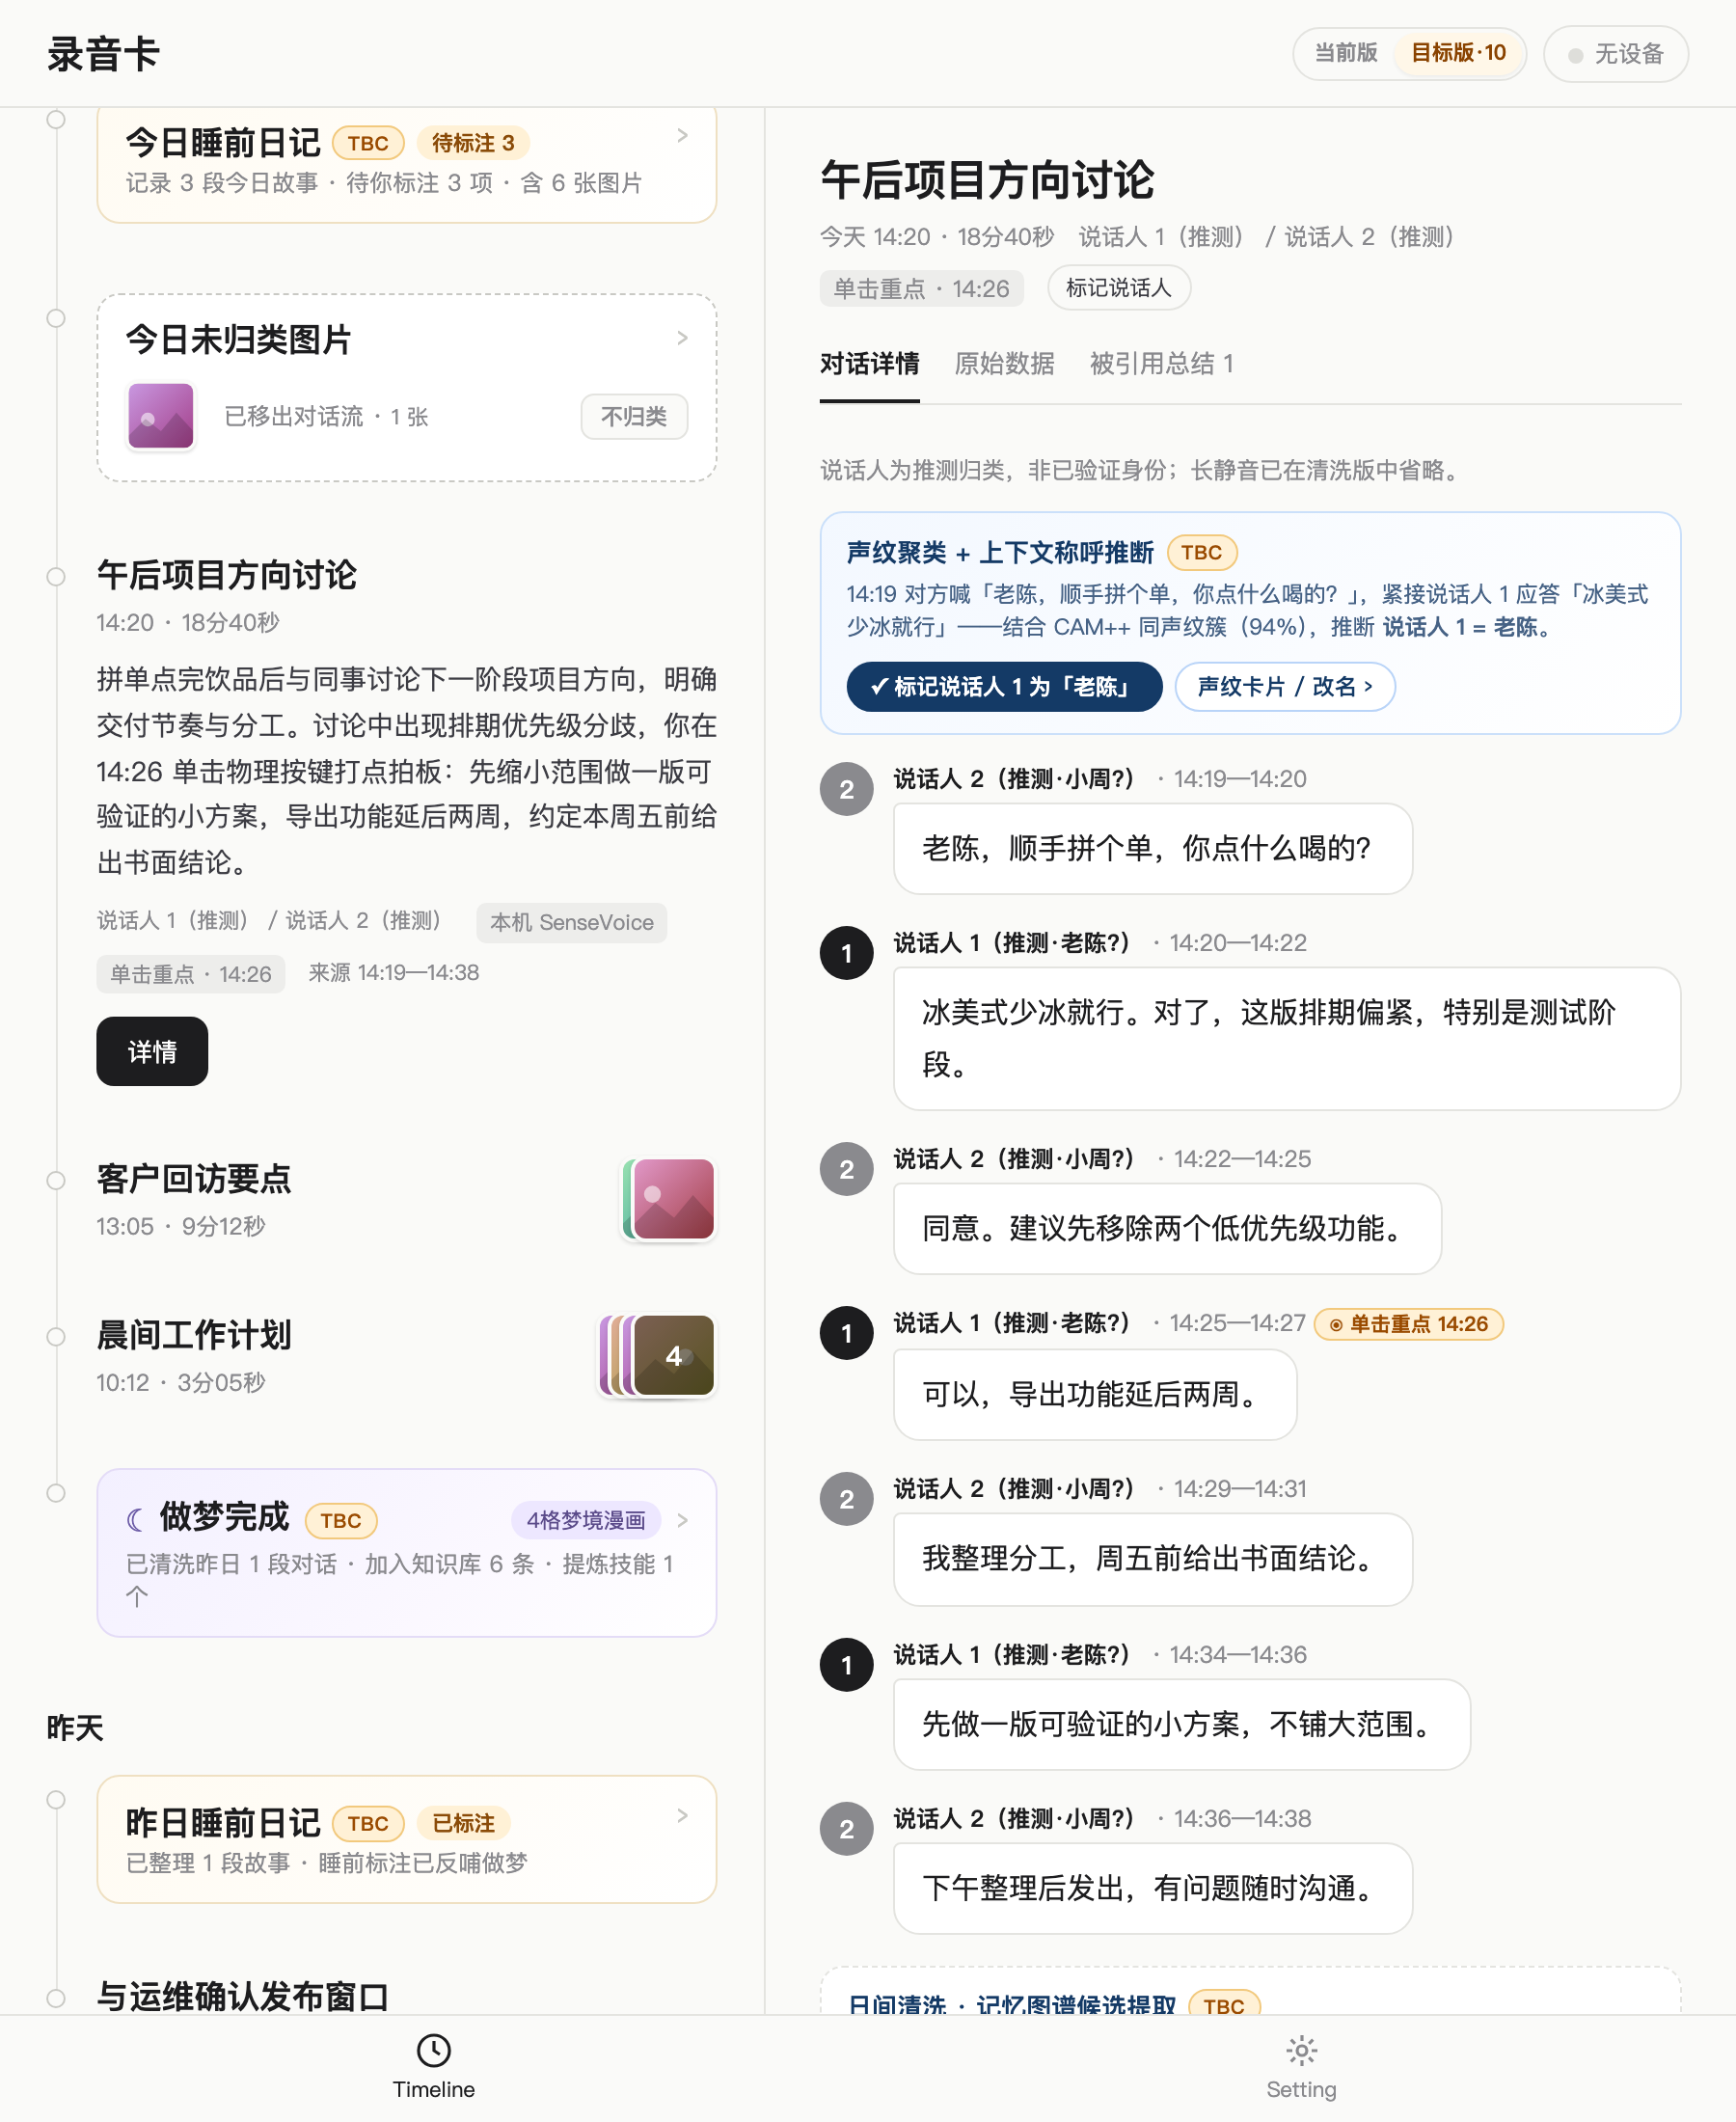 录音卡
当前版 目标版·10 无设备
今日睡前日记 TBC 待标注 3
记录 3 段今日故事 · 待你标注 3 项 · 含 6 张图片
今日未归类图片
已移出对话流 · 1 张 不归类
午后项目方向讨论
14:20 · 18分40秒
拼单点完饮品后与同事讨论下一阶段项目方向，明确
交付节奏与分工。讨论中出现排期优先级分歧，你在
14:26 单击物理按键打点拍板：先缩小范围做一版可
验证的小方案，导出功能延后两周，约定本周五前给
出书面结论。
说话人 1（推测） / 说话人 2（推测） 本机 SenseVoice
单击重点 · 14:26 来源 14:19—14:38
详情
客户回访要点
13:05 · 9分12秒
晨间工作计划
10:12 · 3分05秒
4
做梦完成 TBC 4格梦境漫画
已清洗昨日 1 段对话 · 加入知识库 6 条 · 提炼技能 1
个
昨天
昨日睡前日记 TBC 已标注
已整理 1 段故事 · 睡前标注已反哺做梦
与运维确认发布窗口
午后项目方向讨论
今天 14:20 · 18分40秒 说话人 1（推测） / 说话人 2（推测）
单击重点 · 14:26 标记说话人
对话详情 原始数据 被引用总结 1
说话人为推测归类，非已验证身份；长静音已在清洗版中省略。
声纹聚类 + 上下文称呼推断 TBC
14:19 对方喊「老陈，顺手拼个单，你点什么喝的？」，紧接说话人 1 应答「冰美式
少冰就行」——结合 CAM++ 同声纹簇（94%），推断 说话人 1 = 老陈。
✓ 标记说话人 1 为「老陈」 声纹卡片 / 改名 ›
2 说话人 2（推测·小周?） · 14:19—14:20
老陈，顺手拼个单，你点什么喝的？
1 说话人 1（推测·老陈?） · 14:20—14:22
冰美式少冰就行。对了，这版排期偏紧，特别是测试阶
段。
2 说话人 2（推测·小周?） · 14:22—14:25
同意。建议先移除两个低优先级功能。
1 说话人 1（推测·老陈?） · 14:25—14:27 单击重点 14:26
可以，导出功能延后两周。
2 说话人 2（推测·小周?） · 14:29—14:31
我整理分工，周五前给出书面结论。
1 说话人 1（推测·老陈?） · 14:34—14:36
先做一版可验证的小方案，不铺大范围。
2 说话人 2（推测·小周?） · 14:36—14:38
下午整理后发出，有问题随时沟通。
日间清洗 · 记忆图谱候选提取 TBC
Timeline Setting